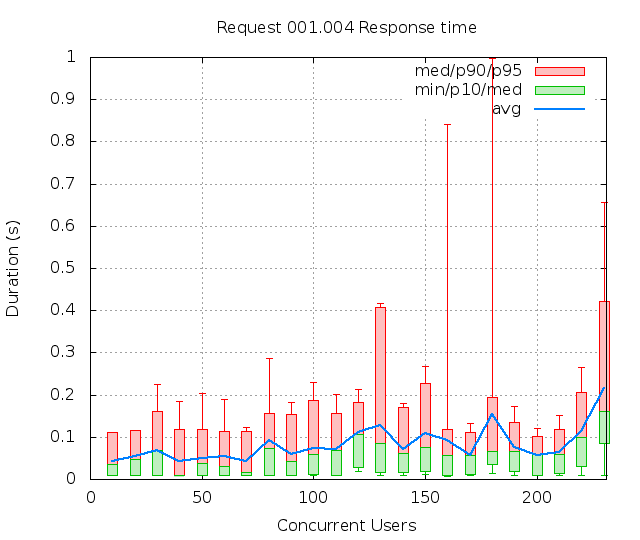 Request 001.004 Response time
med/p90/p95
min/p10/med
avg
1
0.9
0.8
0.7
0.6
0.5
0.4
0.3
0.2
0.1
0
Duration (s)
0 50 100 150 200
Concurrent Users